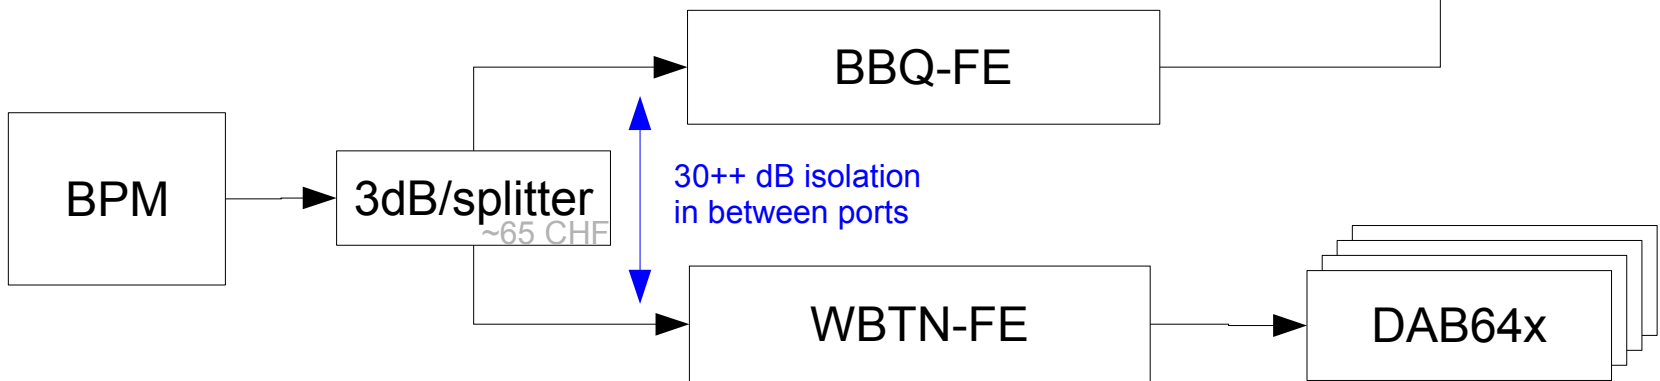 BBQ-FE
BPM
3dB/splitter
~65 CHF
30++ dB isolation
in between ports
WBTN-FE
DAB64x